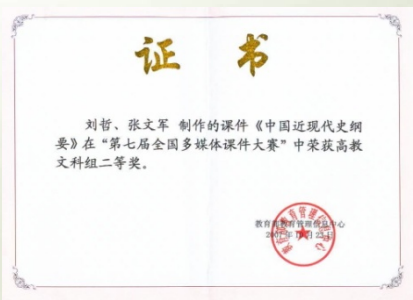 证 书
刘哲、张文军 制作的课件《中国近现代史纲
要》在“第七届全国多媒体课件大赛”中荣获高教
文科组二等奖。
教育部教育管理信息中心